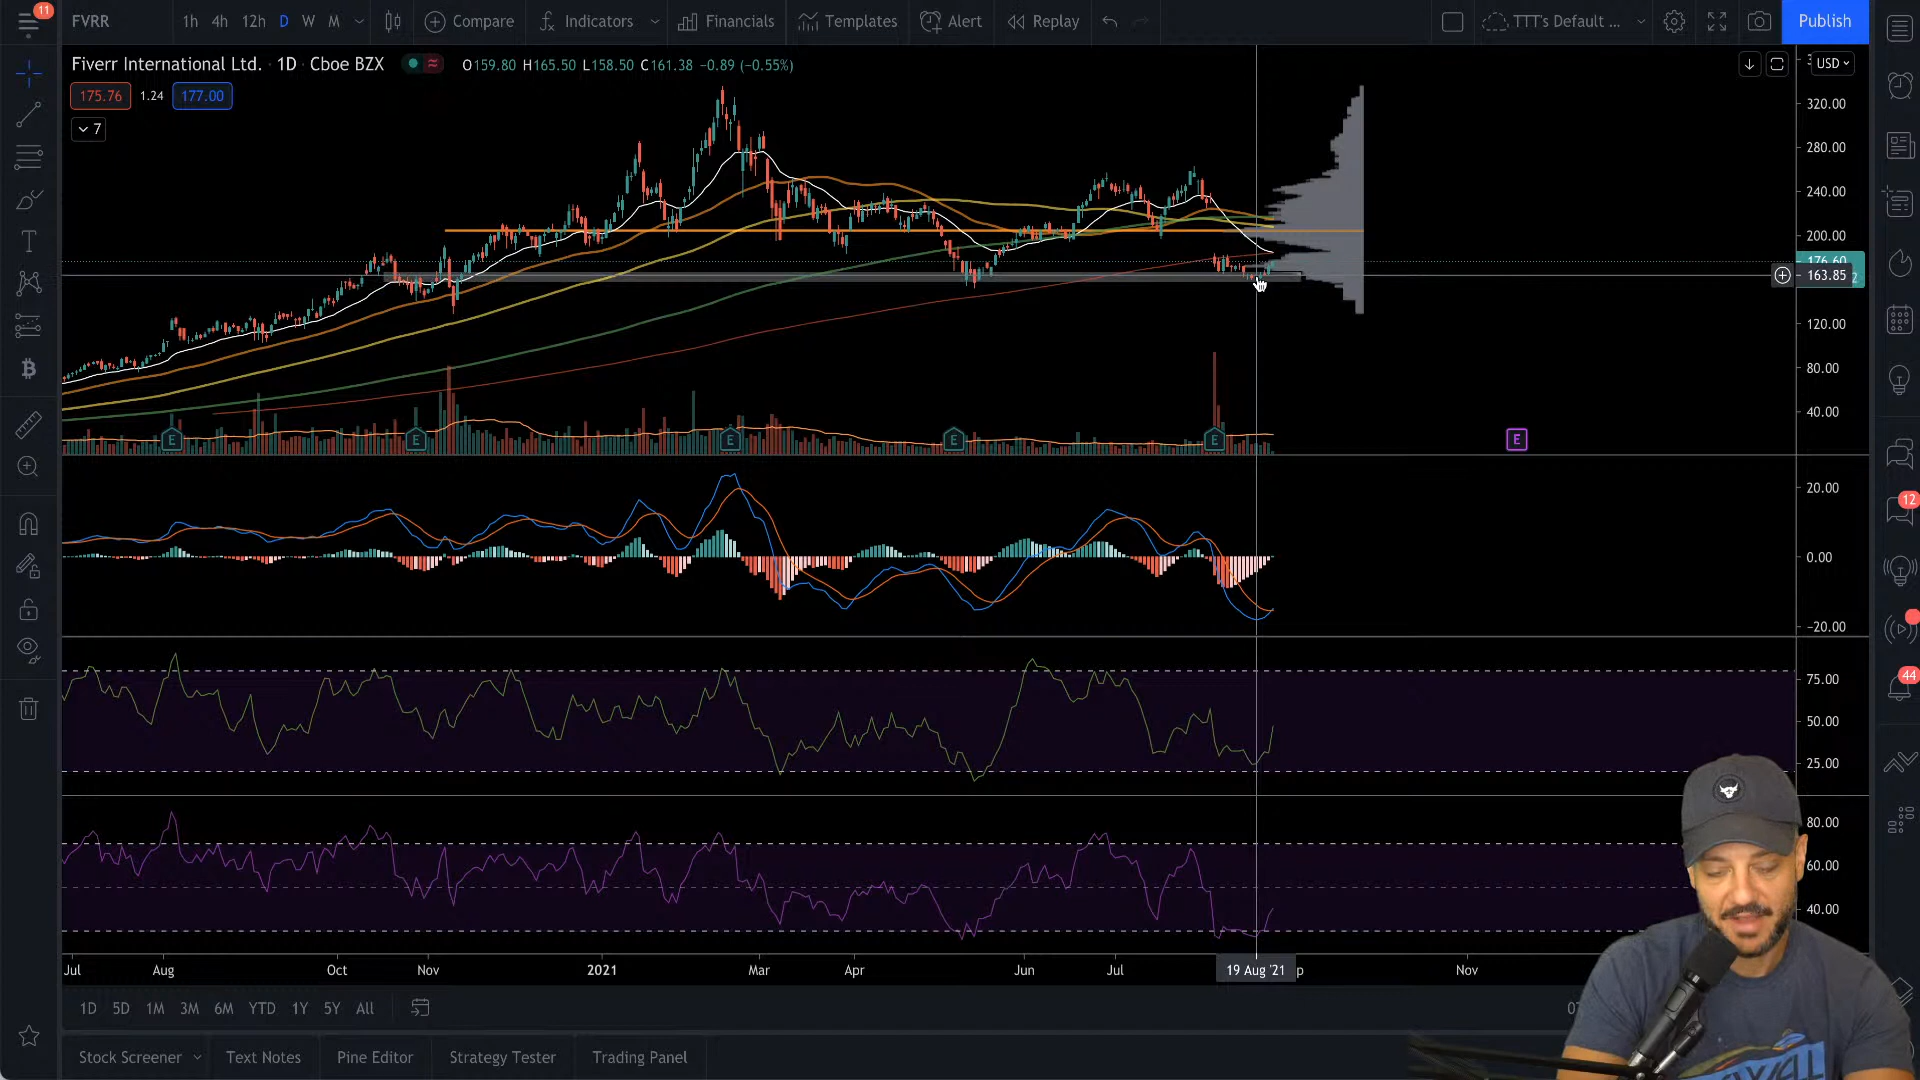 11
FVRR
1h 4h 12h D W M
Compare
Indicators
Financials
Templates
Alert
Replay
TTT's Default ...
Publish
Fiverr International Ltd. · 1D · Cboe BZX
O159.80 H165.50 L158.50 C161.38 -0.89 (-0.55%)
USD
175.76 1.24 177.00
7
320.00
280.00
240.00
200.00
176.60
163.85
120.00
80.00
40.00
E E E E E E
20.00
0.00
-20.00
75.00
50.00
25.00
80.00
60.00
40.00
12
44
Jul Aug Oct Nov 2021 Mar Apr Jun Jul 19 Aug '21 p Nov
1D 5D 1M 3M 6M YTD 1Y 5Y All
Stock Screener Text Notes Pine Editor Strategy Tester Trading Panel